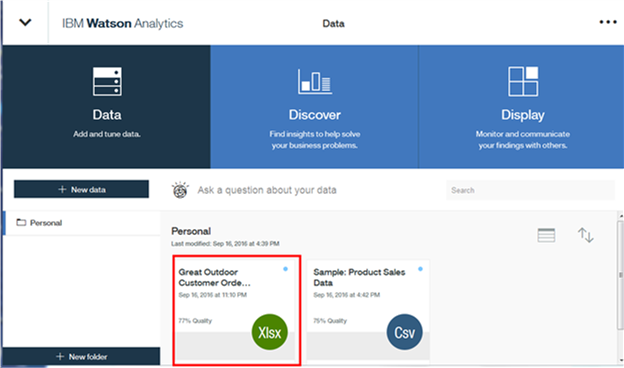 IBM Watson Analytics
Data
Data
Add and tune data.
Discover
Find insights to help solve
your business problems.
Display
Monitor and communicate
your findings with others.
+ New data
Ask a question about your data
Search
Personal
Personal
Last modified: Sep 16, 2016 at 4:39 PM
Great Outdoor
Customer Orde...
Sep 16, 2016 at 11:10 PM
77% Quality
Xlsx
Sample: Product Sales
Data
Sep 16, 2016 at 4:42 PM
75% Quality
Csv
+ New folder